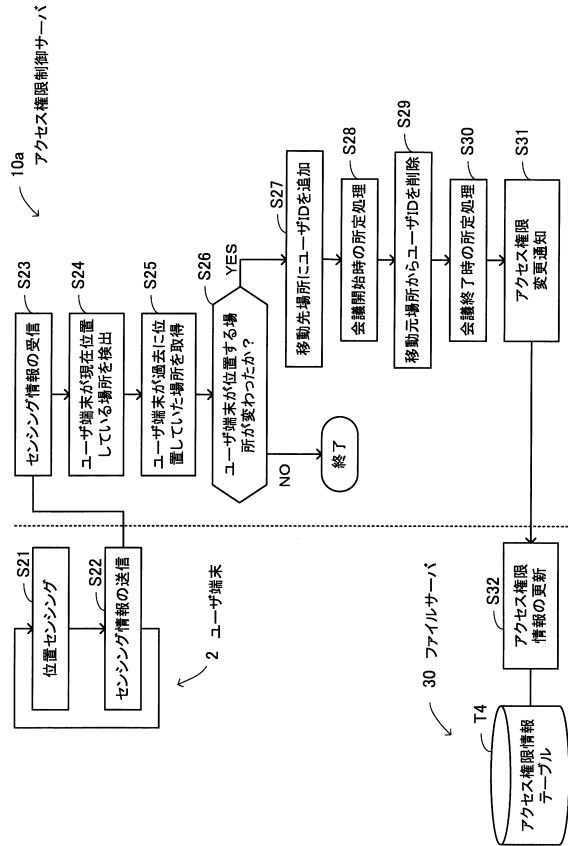 10a
アクセス権限制御サーバ
S21
位置センシング
S22
センシング情報の送信
2 ユーザ端末
S23
センシング情報の受信
S24
ユーザ端末が現在位置
している場所を検出
S25
ユーザ端末が過去に位
置していた場所を取得
S26
ユーザ端末が位置する場
所が変わったか？
YES
NO
終了
S27
移動先場所にユーザIDを追加
S28
会議開始時の所定処理
S29
移動元場所からユーザIDを削除
S30
会議終了時の所定処理
S31
アクセス権限
変更通知
30 ファイルサーバ
S32
アクセス権限
情報の更新
T4
アクセス権限情報
テーブル